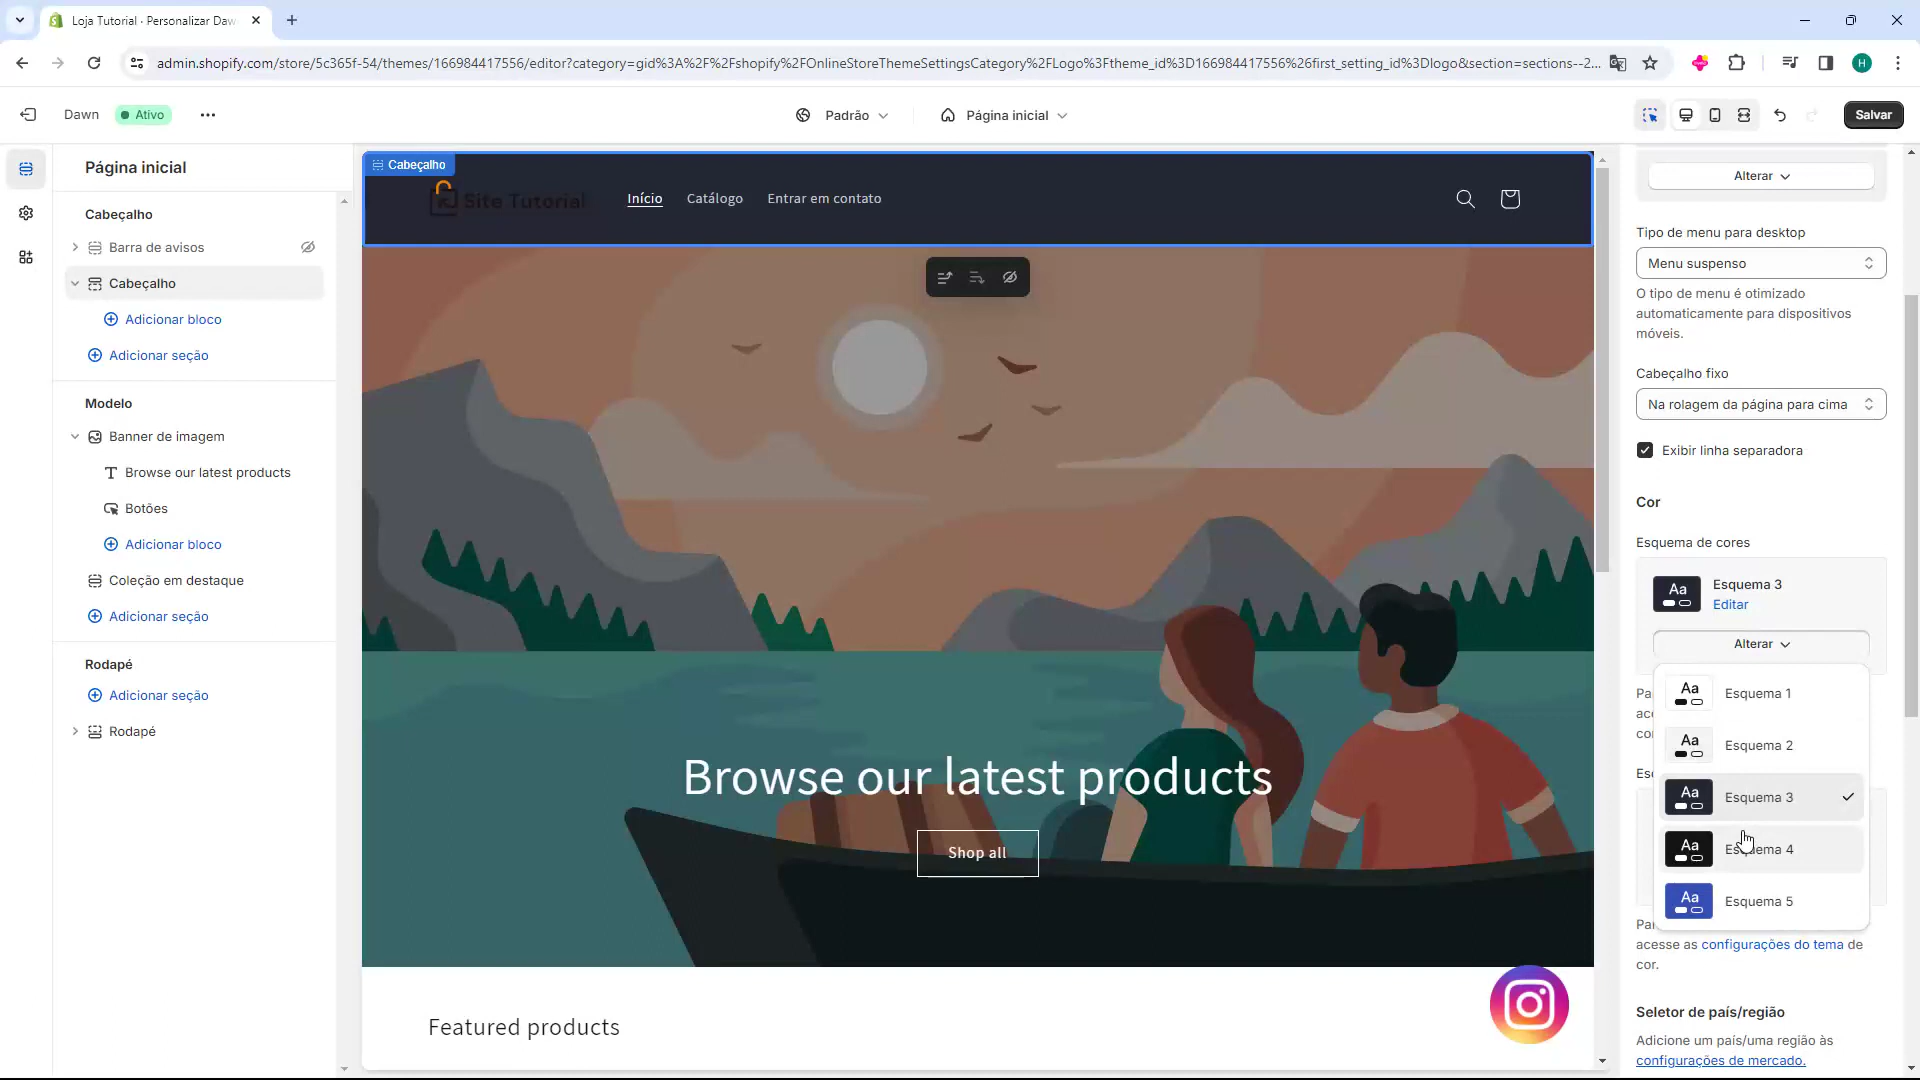 Loja Tutorial · Personalizar Daw
admin.shopify.com/store/5c365f-54/themes/166984417556/editor?category=gid%3A%2F%2Fshopify%2FOnlineStoreThemeSettingsCategory%2FLogo%3Ftheme_id%3D166984417556%26first_setting_id%3Dlogo&section=sections--2...
H
Dawn
Ativo
Padrão
Página inicial
Salvar
Página inicial
Cabeçalho
Barra de avisos
Cabeçalho
Adicionar bloco
Adicionar seção
Modelo
Banner de imagem
Browse our latest products
Botões
Adicionar bloco
Coleção em destaque
Adicionar seção
Rodapé
Adicionar seção
Rodapé
Cabeçalho
Site Tutorial
Início
Catálogo
Entrar em contato
Browse our latest products
Shop all
Featured products
Alterar
Tipo de menu para desktop
Menu suspenso
O tipo de menu é otimizado
automaticamente para dispositivos
móveis.
Cabeçalho fixo
Na rolagem da página para cima
Exibir linha separadora
Cor
Esquema de cores
Aa
Esquema 3
Editar
Alterar
Aa Esquema 1
Aa Esquema 2
Aa Esquema 3
Aa Esquema 4
Aa Esquema 5
acesse as configurações do tema de
cor.
Seletor de país/região
Adicione um país/uma região às
configurações de mercado.